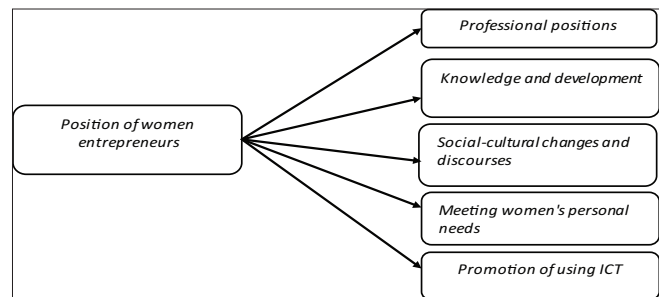 Professional positions
Knowledge and development
Position of women
entrepreneurs
Social-cultural changes and
discourses
Meeting women's personal
needs
Promotion of using ICT